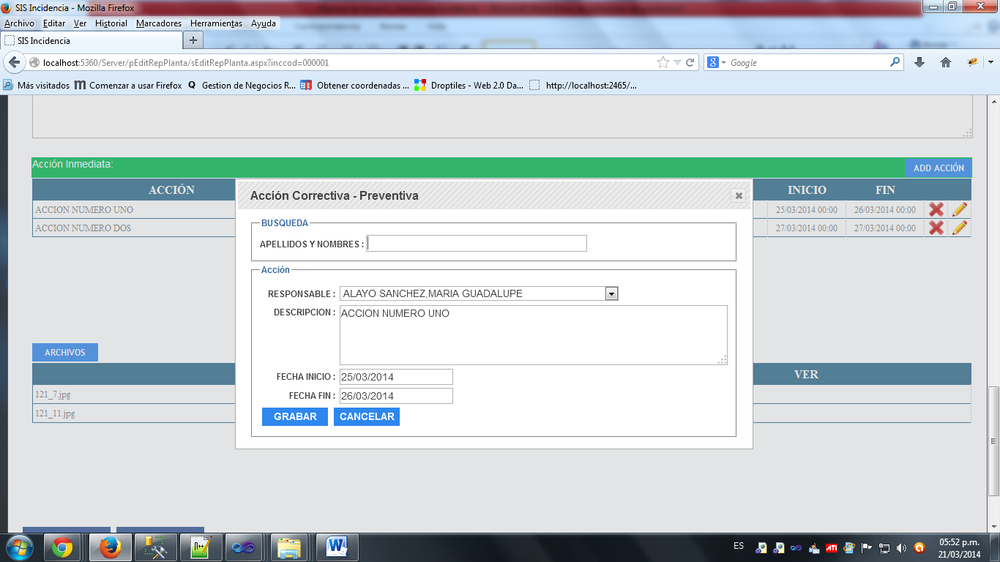 SIS Incidencia - Mozilla Firefox
Archivo Editar Ver Historial Marcadores Herramientas Ayuda
SIS Incidencia
localhost:5360/Server/pEditRepPlanta/sEditRepPlanta.aspx?inccod=000001
Google
Más visitados Comenzar a usar Firefox Gestion de Negocios R... Obtener coordenadas ... Droptiles - Web 2.0 Da... http://localhost:2465/...
Acción Inmediata:
ADD ACCIÓN
ACCIÓN INICIO FIN
ACCION NUMERO UNO 25/03/2014 00:00 26/03/2014 00:00
ACCION NUMERO DOS 27/03/2014 00:00 27/03/2014 00:00
Acción Correctiva - Preventiva
BUSQUEDA
APELLIDOS Y NOMBRES :
Acción
RESPONSABLE : ALAYO SANCHEZ,MARIA GUADALUPE
DESCRIPCION : ACCION NUMERO UNO
FECHA INICIO : 25/03/2014
FECHA FIN : 26/03/2014
GRABAR CANCELAR
ARCHIVOS
VER
121_7.jpg
121_11.jpg
ES
05:52 p.m.
21/03/2014